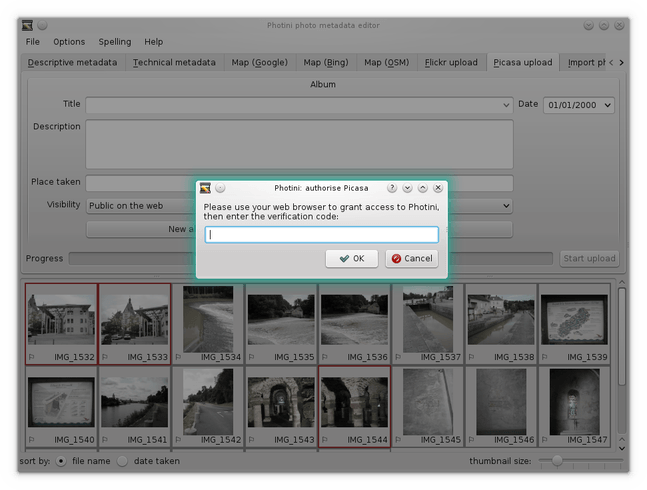 Photini photo metadata editor
File Options Spelling Help
Descriptive metadata Technical metadata Map (Google) Map (Bing) Map (OSM) Flickr upload Picasa upload Import ph
Album
Title Date 01/01/2000
Description
Place taken
Visibility Public on the web
New a
Progress Start upload
Photini: authorise Picasa
Please use your web browser to grant access to Photini,
then enter the verification code:
OK Cancel
IMG_1532 IMG_1533 IMG_1534 IMG_1535 IMG_1536 IMG_1537 IMG_1538 IMG_1539
IMG_1540 IMG_1541 IMG_1542 IMG_1543 IMG_1544 IMG_1545 IMG_1546 IMG_1547
sort by: file name date taken thumbnail size: